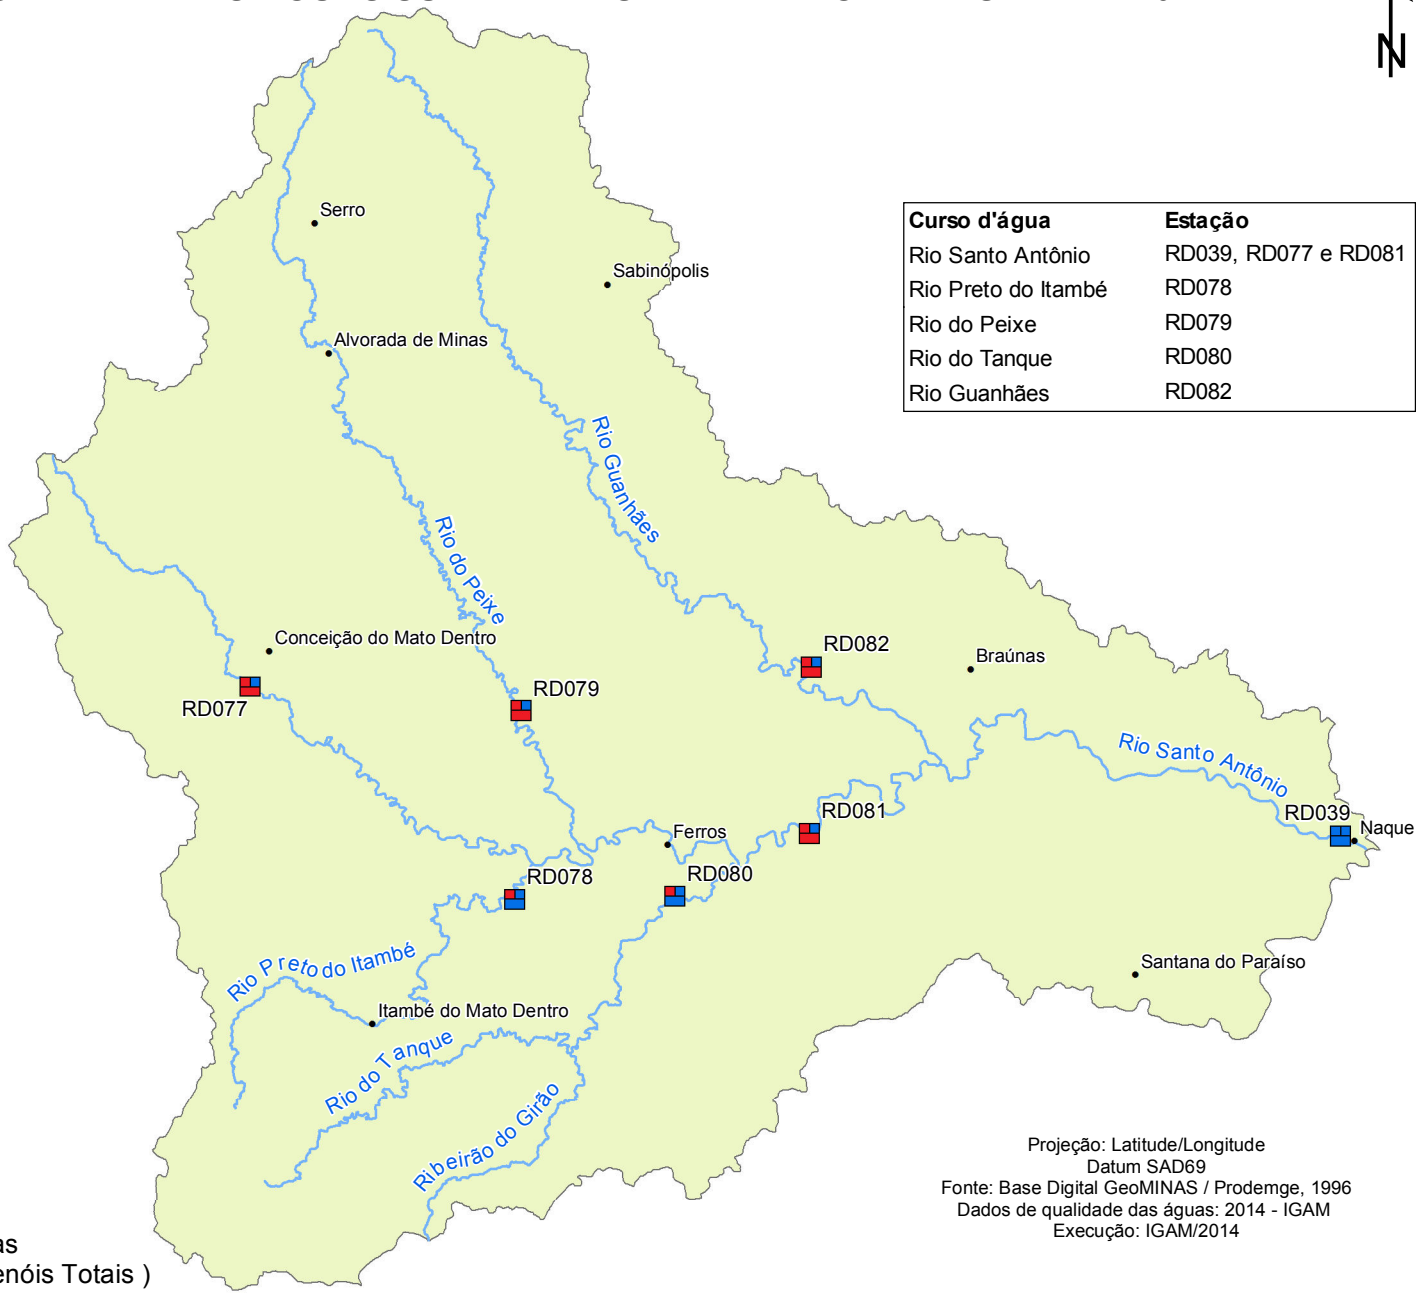 N
Curso d'água Estação
Rio Santo Antônio RD039, RD077 e RD081
Rio Preto do Itambé RD078
Rio do Peixe RD079
Rio do Tanque RD080
Rio Guanhães RD082
Serro
Sabinópolis
Alvorada de Minas
Rio Guanhães
Rio do Peixe
Conceição do Mato Dentro
RD082
Braúnas
RD079
RD077
Rio Santo Antônio
RD081
RD039
Naque
Ferros
RD078
RD080
Rio Preto do Itambé
Santana do Paraíso
Itambé do Mato Dentro
Rio do Tanque
Ribeirão do Girão
Projeção: Latitude/Longitude
Datum SAD69
Fonte: Base Digital GeoMINAS / Prodemge, 1996
Dados de qualidade das águas: 2014 - IGAM
Execução: IGAM/2014
as
enóis Totais )